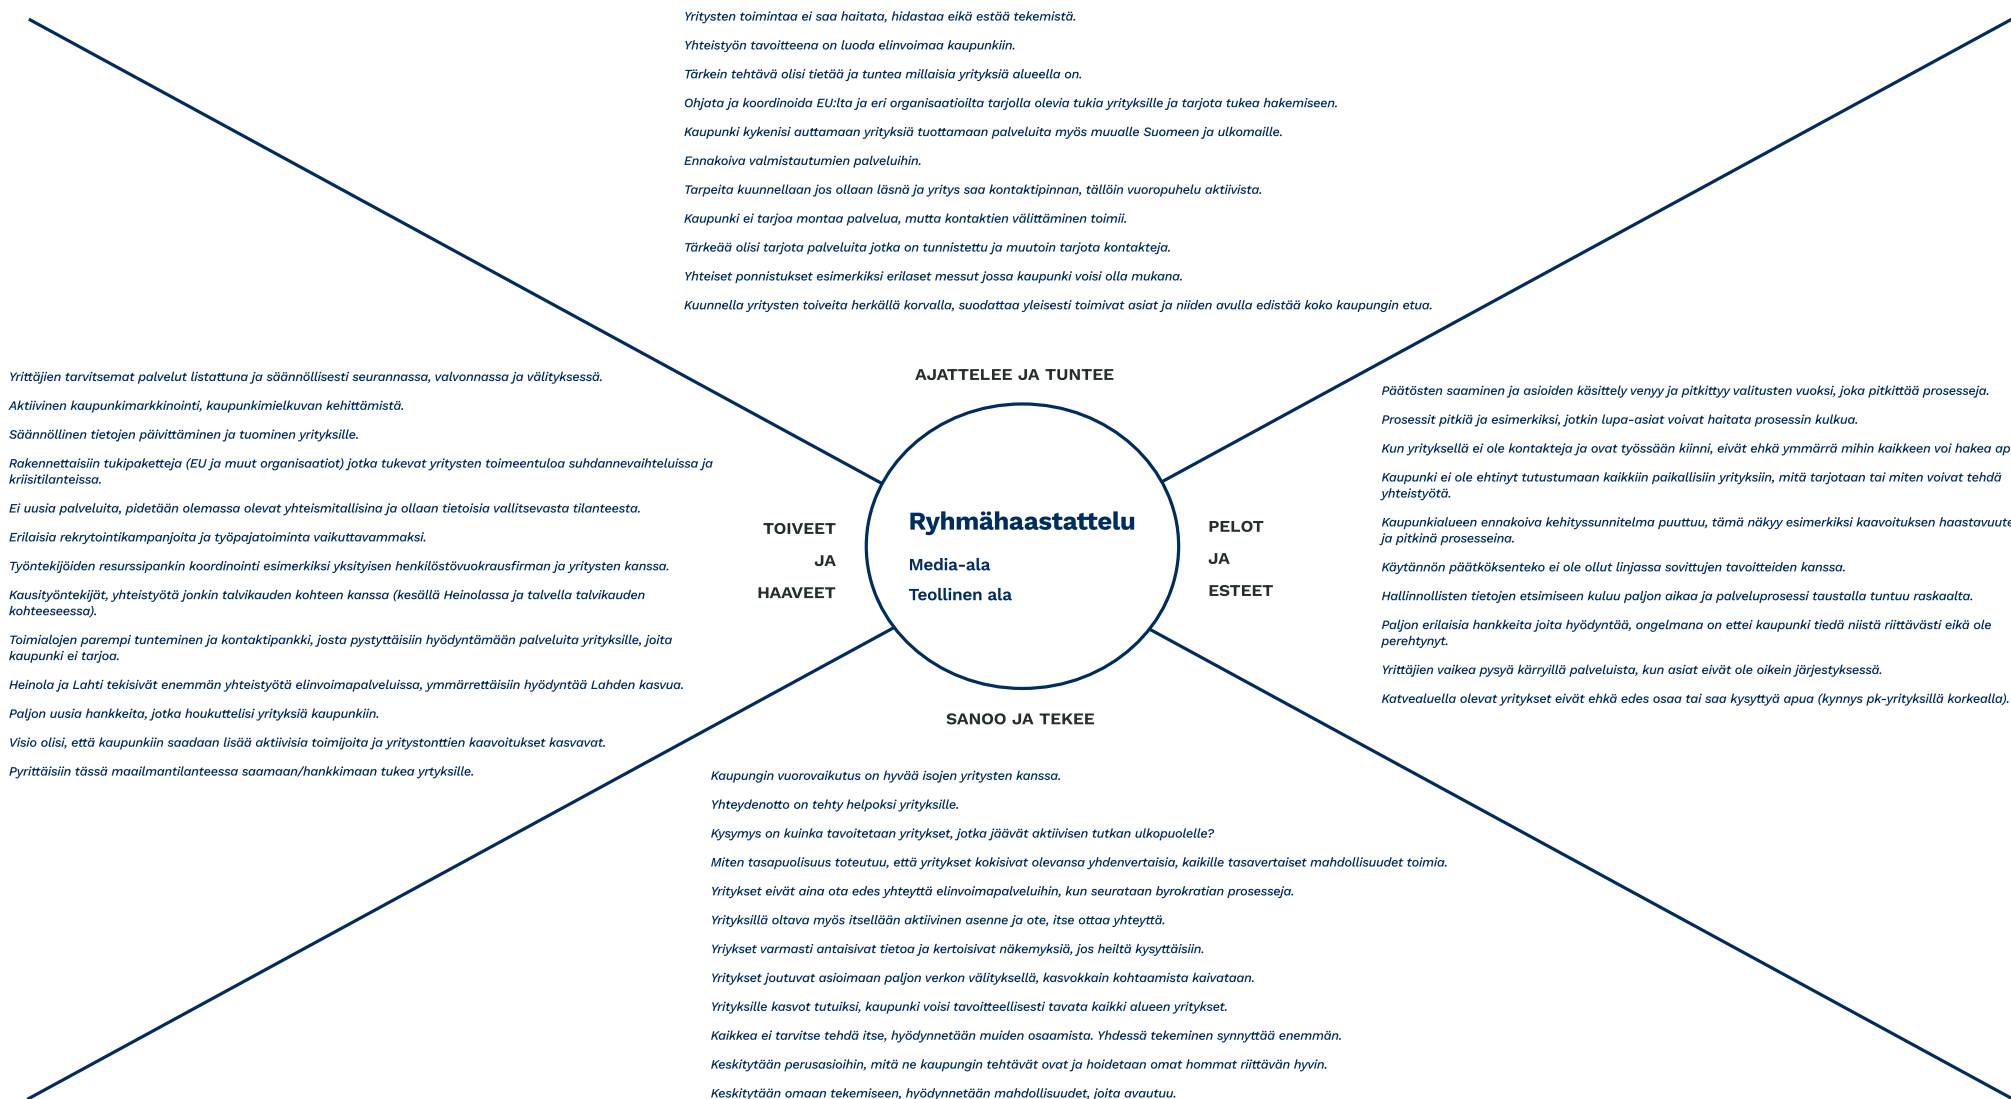 Yritysten toimintaa ei saa haitata, hidastaa eikä estää tekemistä.
Yhteistyön tavoitteena on luoda elinvoimaa kaupunkiin.
Tärkein tehtävä olisi tietää ja tuntea millaisia yrityksiä alueella on.
Ohjata ja koordinoida EU:lta ja eri organisaatioilta tarjolla olevia tukia yrityksille ja tarjota tukea hakemiseen.
Kaupunki kykenisi auttamaan yrityksiä tuottamaan palveluita myös muualle Suomeen ja ulkomaille.
Ennakoiva valmistautumien palveluihin.
Tarpeita kuunnellaan jos ollaan läsnä ja yritys saa kontaktipinnan, tällöin vuoropuhelu aktiivista.
Kaupunki ei tarjoa montaa palvelua, mutta kontaktien välittäminen toimii.
Tärkeää olisi tarjota palveluita jotka on tunnistettu ja muutoin tarjota kontakteja.
Yhteiset ponnistukset esimerkiksi erilaset messut jossa kaupunki voisi olla mukana.
Kuunnella yritysten toiveita herkällä korvalla, suodattaa yleisesti toimivat asiat ja niiden avulla edistää koko kaupungin etua.
AJATTELEE JA TUNTEE
Yrittäjien tarvitsemat palvelut listattuna ja säännöllisesti seurannassa, valvonnassa ja välityksessä.
Aktiivinen kaupunkimarkkinointi, kaupunkimielkuvan kehittämistä.
Säännöllinen tietojen päivittäminen ja tuominen yrityksille.
Rakennettaisiin tukipaketteja (EU ja muut organisaatiot) jotka tukevat yritysten toimeentuloa suhdannevaihteluissa ja
kriisitilanteissa.
Ei uusia palveluita, pidetään olemassa olevat yhteismitallisina ja ollaan tietoisia vallitsevasta tilanteesta.
Erilaisia rekrytointikampanjoita ja työpajatoiminta vaikuttavammaksi.
Työntekijöiden resurssipankin koordinointi esimerkiksi yksityisen henkilöstövuokrausfirman ja yritysten kanssa.
Kausityöntekijät, yhteistyötä jonkin talvikauden kohteen kanssa (kesällä Heinolassa ja talvella talvikauden
kohteeseessa).
Toimialojen parempi tunteminen ja kontaktipankki, josta pystyttäisiin hyödyntämään palveluita yrityksille, joita
kaupunki ei tarjoa.
Heinola ja Lahti tekisivät enemmän yhteistyötä elinvoimapalveluissa, ymmärrettäisiin hyödyntää Lahden kasvua.
Paljon uusia hankkeita, jotka houkuttelisi yrityksiä kaupunkiin.
Visio olisi, että kaupunkiin saadaan lisää aktiivisia toimijoita ja yritystonttien kaavoitukset kasvavat.
Pyrittäisiin tässä maailmantilanteessa saamaan/hankkimaan tukea yrtyksille.
TOIVEET
JA
HAAVEET
Ryhmähaastattelu
Media-ala
Teollinen ala
PELOT
JA
ESTEET
Päätösten saaminen ja asioiden käsittely venyy ja pitkittyy valitusten vuoksi, joka pitkittää prosesseja.
Prosessit pitkiä ja esimerkiksi, jotkin lupa-asiat voivat haitata prosessin kulkua.
Kun yrityksellä ei ole kontakteja ja ovat työssään kiinni, eivät ehkä ymmärrä mihin kaikkeen voi hakea ap
Kaupunki ei ole ehtinyt tutustumaan kaikkiin paikallisiin yrityksiin, mitä tarjotaan tai miten voivat tehdä
yhteistyötä.
Kaupunkialueen ennakoiva kehityssunnitelma puuttuu, tämä näkyy esimerkiksi kaavoituksen haastavuute
ja pitkinä prosesseina.
Käytännön päätköksenteko ei ole ollut linjassa sovittujen tavoitteiden kanssa.
Hallinnollisten tietojen etsimiseen kuluu paljon aikaa ja palveluprosessi taustalla tuntuu raskaalta.
Paljon erilaisia hankkeita joita hyödyntää, ongelmana on ettei kaupunki tiedä niistä riittävästi eikä ole
perehtynyt.
Yrittäjien vaikea pysyä kärryillä palveluista, kun asiat eivät ole oikein järjestyksessä.
Katvealuella olevat yritykset eivät ehkä edes osaa tai saa kysyttyä apua (kynnys pk-yrityksillä korkealla).
SANOO JA TEKEE
Kaupungin vuorovaikutus on hyvää isojen yritysten kanssa.
Yhteydenotto on tehty helpoksi yrityksille.
Kysymys on kuinka tavoitetaan yritykset, jotka jäävät aktiivisen tutkan ulkopuolelle?
Miten tasapuolisuus toteutuu, että yritykset kokisivat olevansa yhdenvertaisia, kaikille tasavertaiset mahdollisuudet toimia.
Yritykset eivät aina ota edes yhteyttä elinvoimapalveluihin, kun seurataan byrokratian prosesseja.
Yrityksillä oltava myös itsellään aktiivinen asenne ja ote, itse ottaa yhteyttä.
Yriykset varmasti antaisivat tietoa ja kertoisivat näkemyksiä, jos heiltä kysyttäisiin.
Yritykset joutuvat asioimaan paljon verkon välityksellä, kasvokkain kohtaamista kaivataan.
Yrityksille kasvot tutuiksi, kaupunki voisi tavoitteellisesti tavata kaikki alueen yritykset.
Kaikkea ei tarvitse tehdä itse, hyödynnetään muiden osaamista. Yhdessä tekeminen synnyttää enemmän.
Keskitytään perusasioihin, mitä ne kaupungin tehtävät ovat ja hoidetaan omat hommat riittävän hyvin.
Keskitytään omaan tekemiseen, hyödynnetään mahdollisuudet, joita avautuu.